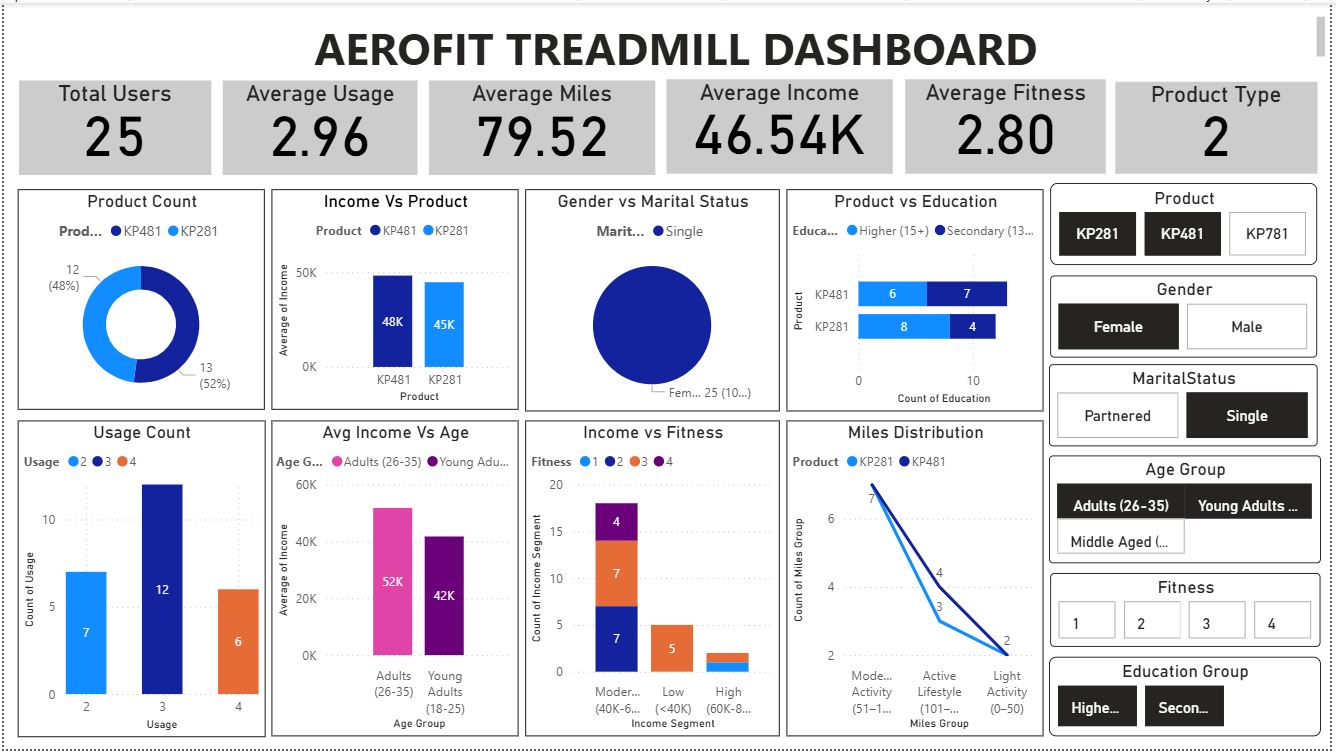 AEROFIT TREADMILL DASHBOARD
Total Users
25
Average Usage
2.96
Average Miles
79.52
Average Income
46.54K
Average Fitness
2.80
Product Type
2
Product Count
Prod... KP481 KP281
12
(48%)
13
(52%)
Income Vs Product
Product KP481 KP281
Average of Income
50K
0K
48K
45K
KP481 KP281
Product
Gender vs Marital Status
Marit... Single
Fem... 25 (10...)
Product vs Education
Educa... Higher (15+) Secondary (13...
Product
KP481 6 7
KP281 8 4
0 10
Count of Education
Product
KP281 KP481 KP781
Gender
Female Male
MaritalStatus
Partnered Single
Age Group
Adults (26-35) Young Adults ...
Middle Aged (...
Fitness
1 2 3 4
Education Group
Highe... Secon...
Usage Count
Usage 2 3 4
Count of Usage
10
5
0
7
12
6
2 3 4
Usage
Avg Income Vs Age
Age G... Adults (26-35) Young Adu...
Average of Income
60K
40K
20K
0K
52K
42K
Adults
(26-35)
Young
Adults
(18-25)
Age Group
Income vs Fitness
Fitness 1 2 3 4
Count of Income Segment
20
15
10
5
0
4
7
7
5
Moder...
(40K-6...
Low
(<40K)
High
(60K-8...
Income Segment
Miles Distribution
Product KP281 KP481
Count of Miles Group
6
4
2
7
4
3
2
Mode...
Activity
(51–1...
Active
Lifestyle
(101–...
Light
Activity
(0–50)
Miles Group